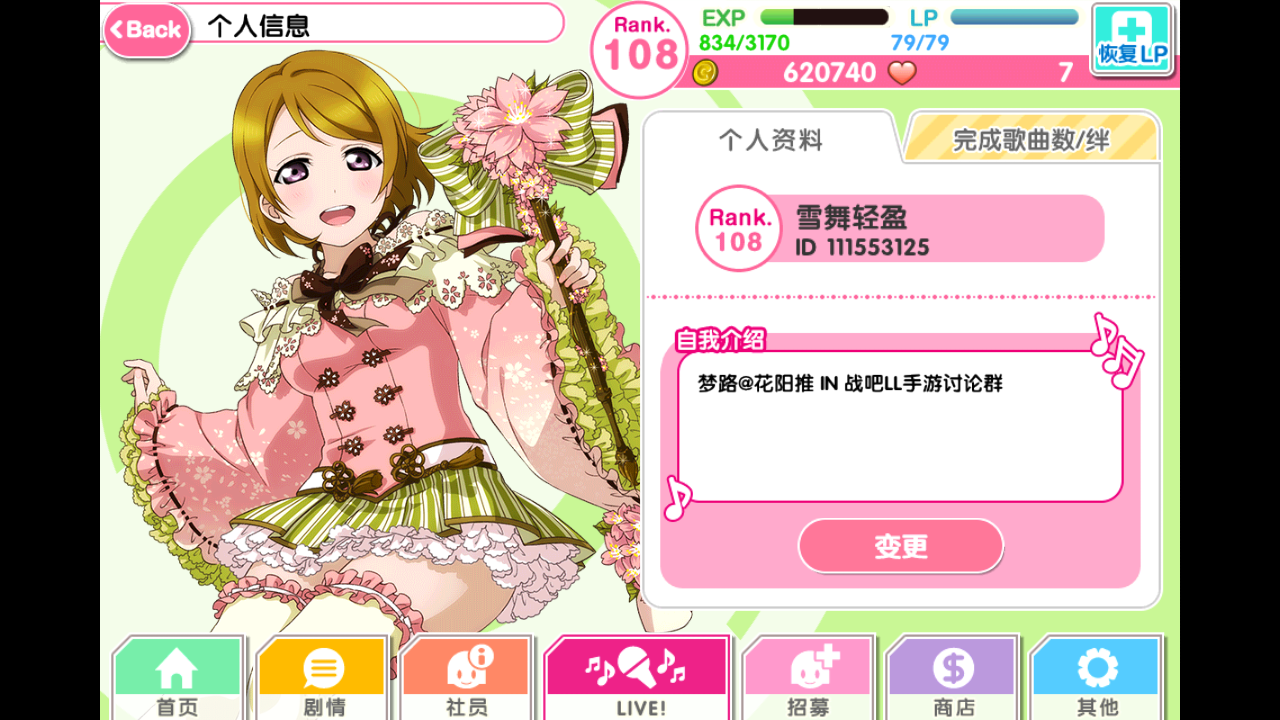 Back
个人信息
Rank.
108
EXP
834/3170
LP
79/79
恢复LP
620740
7
个人资料
完成歌曲数/绊
Rank.
108
雪舞轻盈
ID 111553125
自我介绍
梦路@花阳推 IN 战吧LL手游讨论群
变更
首页
剧情
社员
LIVE!
招募
商店
其他